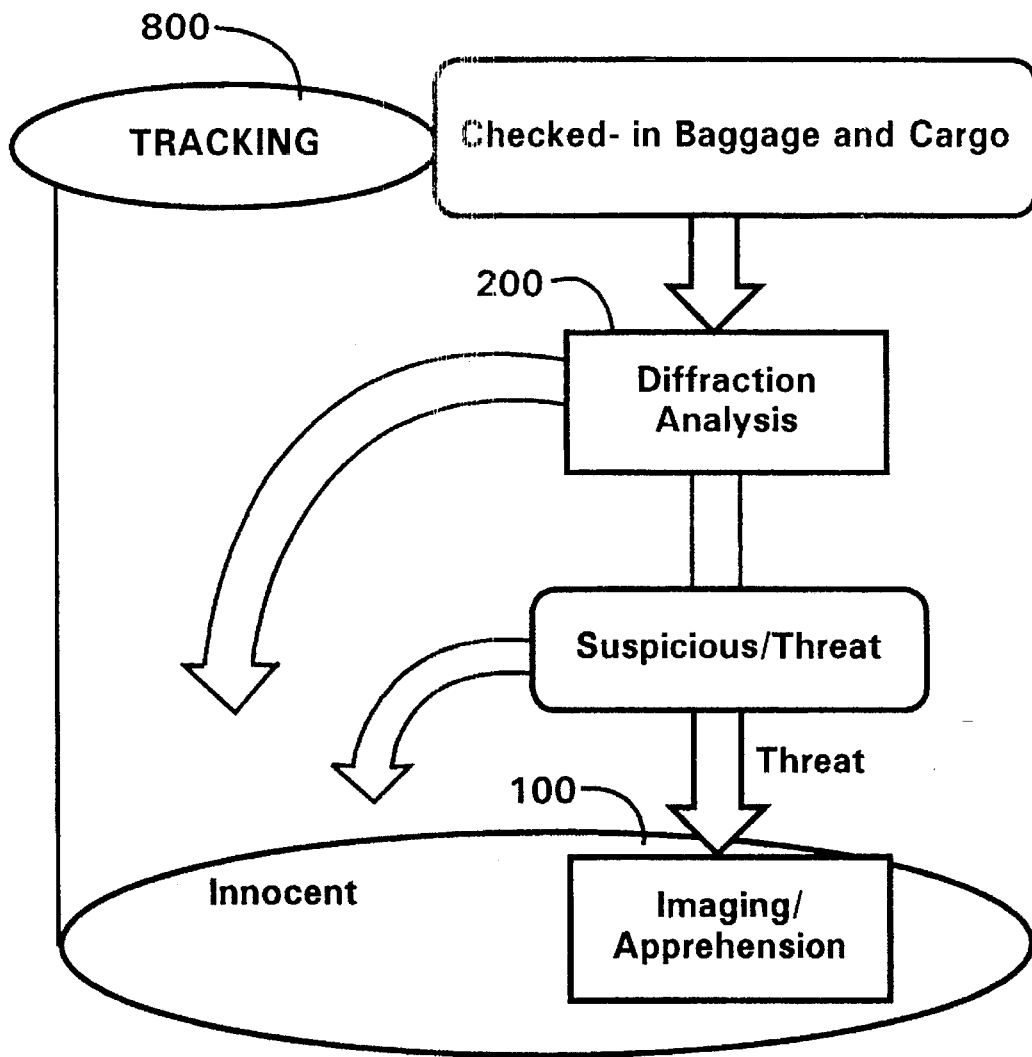 800
TRACKING
Checked- in Baggage and Cargo
200
Diffraction
Analysis
Suspicious/Threat
Threat
100
Innocent
Imaging/
Apprehension